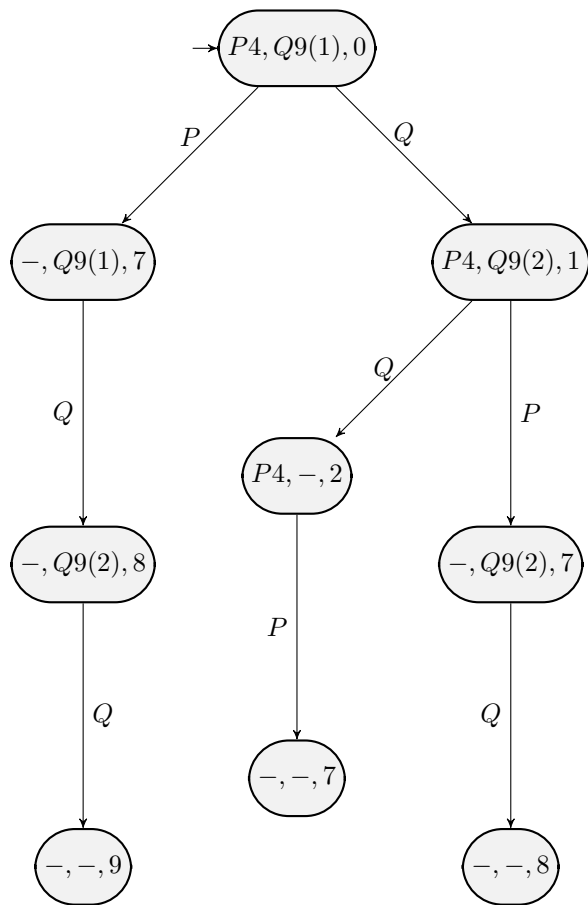 P4, Q9(1), 0
P
Q
−, Q9(1), 7
P4, Q9(2), 1
Q
Q
P
P4, −, 2
−, Q9(2), 8
−, Q9(2), 7
P
Q
Q
−, −, 7
−, −, 9
−, −, 8